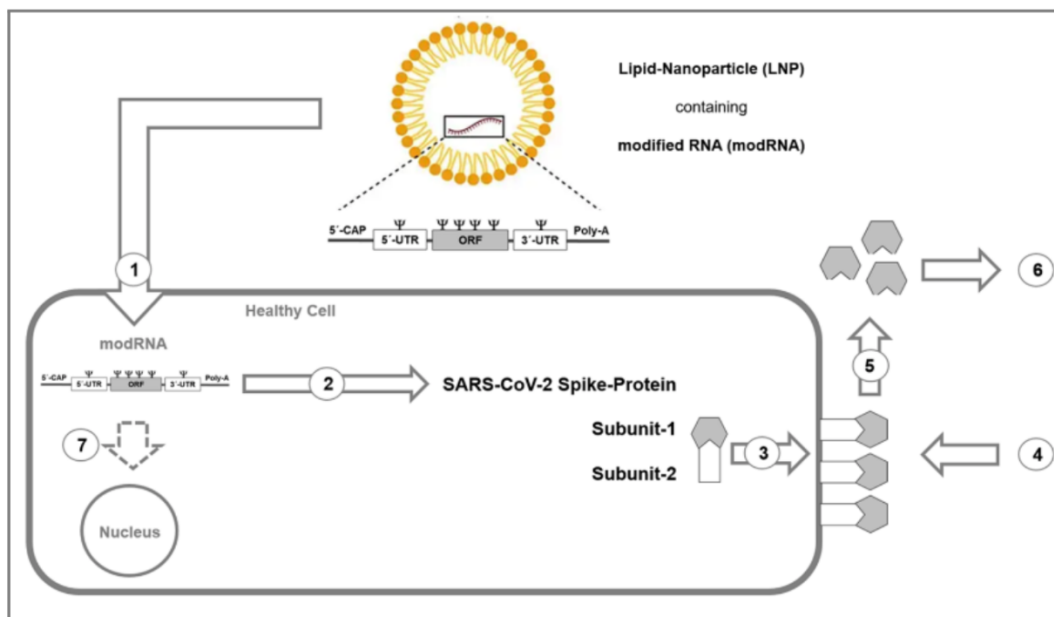 Lipid-Nanoparticle (LNP)
containing
modified RNA (modRNA)
Ψ Ψ Ψ Ψ Ψ Ψ
5´-CAP 5´-UTR ORF 3´-UTR Poly-A
1
6
Healthy Cell
modRNA
Ψ Ψ Ψ Ψ Ψ Ψ
5´-CAP 5´-UTR ORF 3´-UTR Poly-A
2
SARS-CoV-2 Spike-Protein
5
Subunit-1
7
3
4
Subunit-2
Nucleus